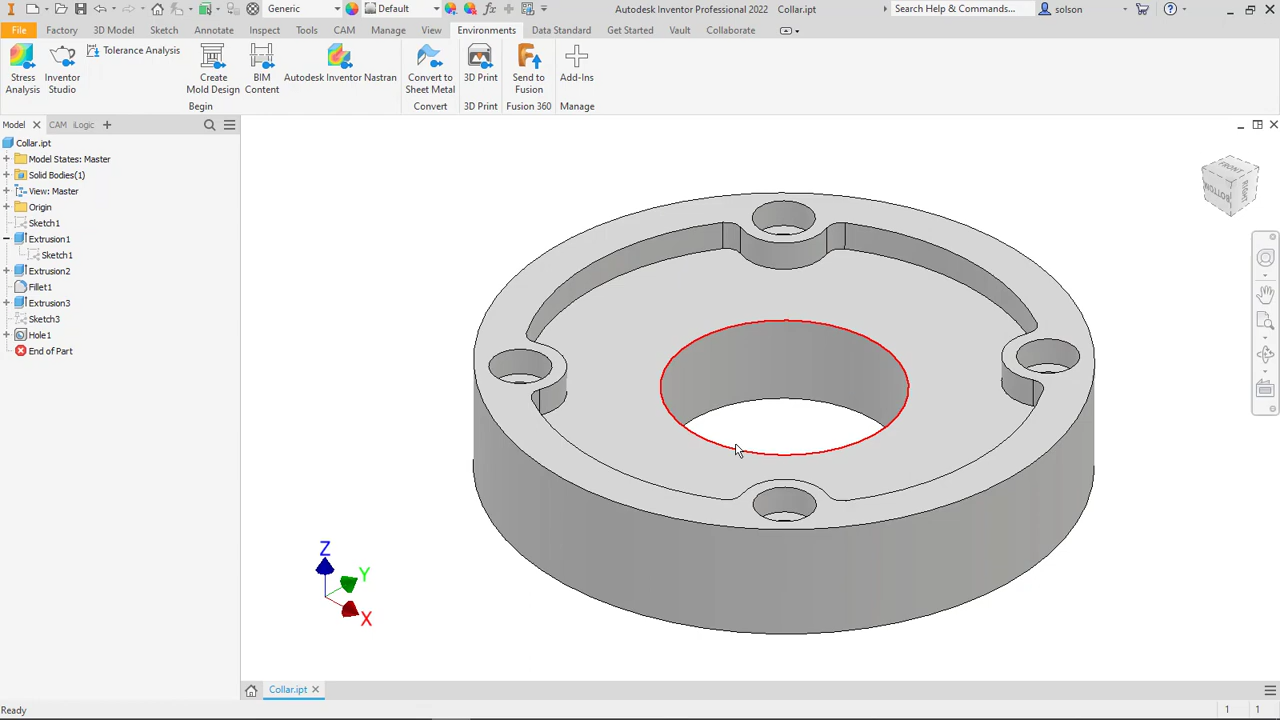 Generic Default Autodesk Inventor Professional 2022 Collar.ipt Search Help & Commands... solson
File Factory 3D Model Sketch Annotate Inspect Tools CAM Manage View Environments Data Standard Get Started Vault Collaborate
Stress Analysis
Inventor Studio
Tolerance Analysis
Create Mold Design
BIM Content
Autodesk Inventor Nastran
Convert to Sheet Metal
3D Print
Send to Fusion
Add-Ins
Begin Convert 3D Print Fusion 360 Manage
Model CAM iLogic
Collar.ipt
Model States: Master
Solid Bodies(1)
View: Master
Origin
Sketch1
Extrusion1
Sketch1
Extrusion2
Fillet1
Extrusion3
Sketch3
Hole1
End of Part
FRONT
BOTTOM
Z
Y
X
Collar.ipt
Ready 1 1